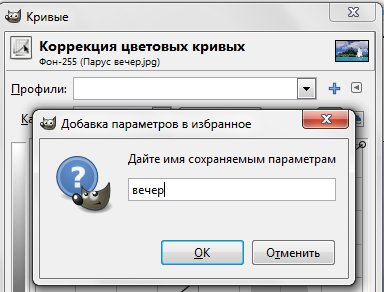 Кривые
Коррекция цветовых кривых
Фон-255 (Парус вечер.jpg)
Профили:
Добавка параметров в избранное
Дайте имя сохраняемым параметрам
вечер
OK
Отменить